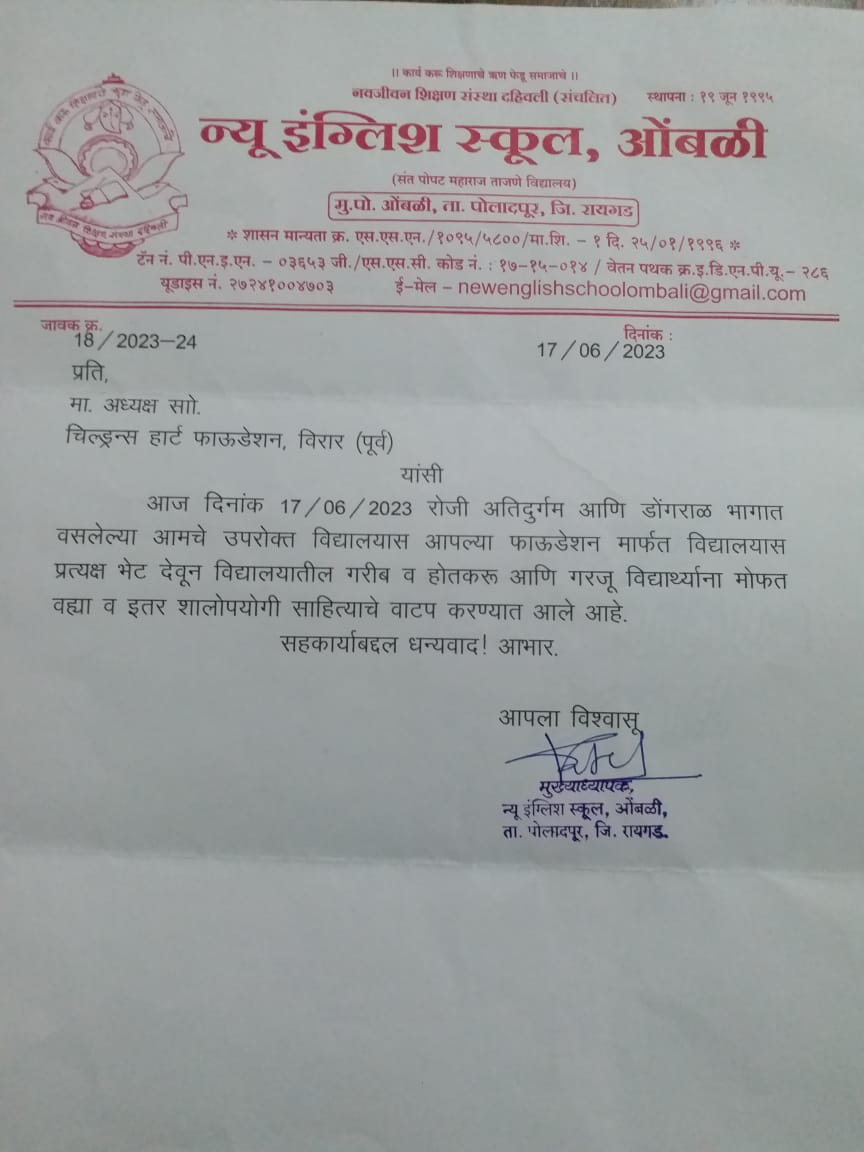 ।। कार्य करू शिक्षणाचे ऋण फेडू समाजाचे ।।
नवजीवन शिक्षण संस्था दहिवली (संचलित) स्थापना : १९ जून १९९५
न्यू इंग्लिश स्कूल, ओंबळी
(संत पोपट महाराज ताजणे विद्यालय)
मु.पो. ओंबळी, ता. पोलादपूर, जि. रायगड
* शासन मान्यता क्र. एस.एस.एन./१०९५/५८००/मा.शि. - १ दि. २५/०१/१९९६ *
टॅन नं. पी.एन.इ.एन. - ०३६५३ जी./एस.एस.सी. कोड नं. : १७-१५-०१४ / वेतन पथक क्र.इ.डि.एन.पी.यू.- २८६
यूडाइस नं. २७२४१००४७०३ ई-मेल - newenglishschoolombali@gmail.com
जावक क्र. दिनांक :
18/2023-24 17/06/2023
प्रति,
मा. अध्यक्ष साो.
चिल्ड्रन्स हार्ट फाऊडेशन, विरार (पूर्व)
यांसी
आज दिनांक 17/06/2023 रोजी अतिदुर्गम आणि डोंगराळ भागात
वसलेल्या आमचे उपरोक्त विद्यालयास आपल्या फाऊडेशन मार्फत विद्यालयास
प्रत्यक्ष भेट देवून विद्यालयातील गरीब व होतकरू आणि गरजू विद्यार्थ्यांना मोफत
वह्या व इतर शालोपयोगी साहित्याचे वाटप करण्यात आले आहे.
सहकार्याबद्दल धन्यवाद! आभार.
आपला विश्वासू
मुख्याध्यापक,
न्यू इंग्लिश स्कूल, ओंबळी,
ता. पोलादपूर, जि. रायगड.